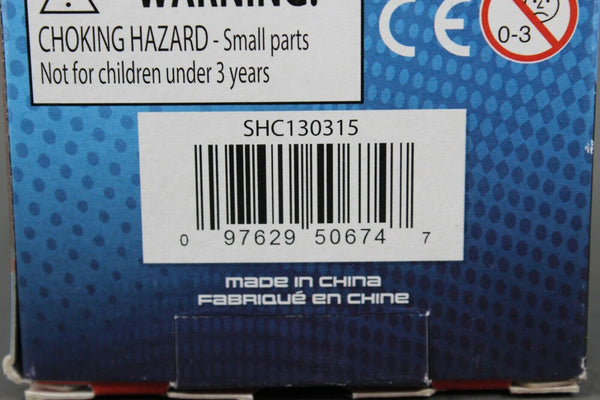 WARNING:
CHOKING HAZARD - Small parts
Not for children under 3 years
CE
0-3
SHC130315
0 97629 50674 7
MADE IN CHINA
FABRIQUÉ EN CHINE